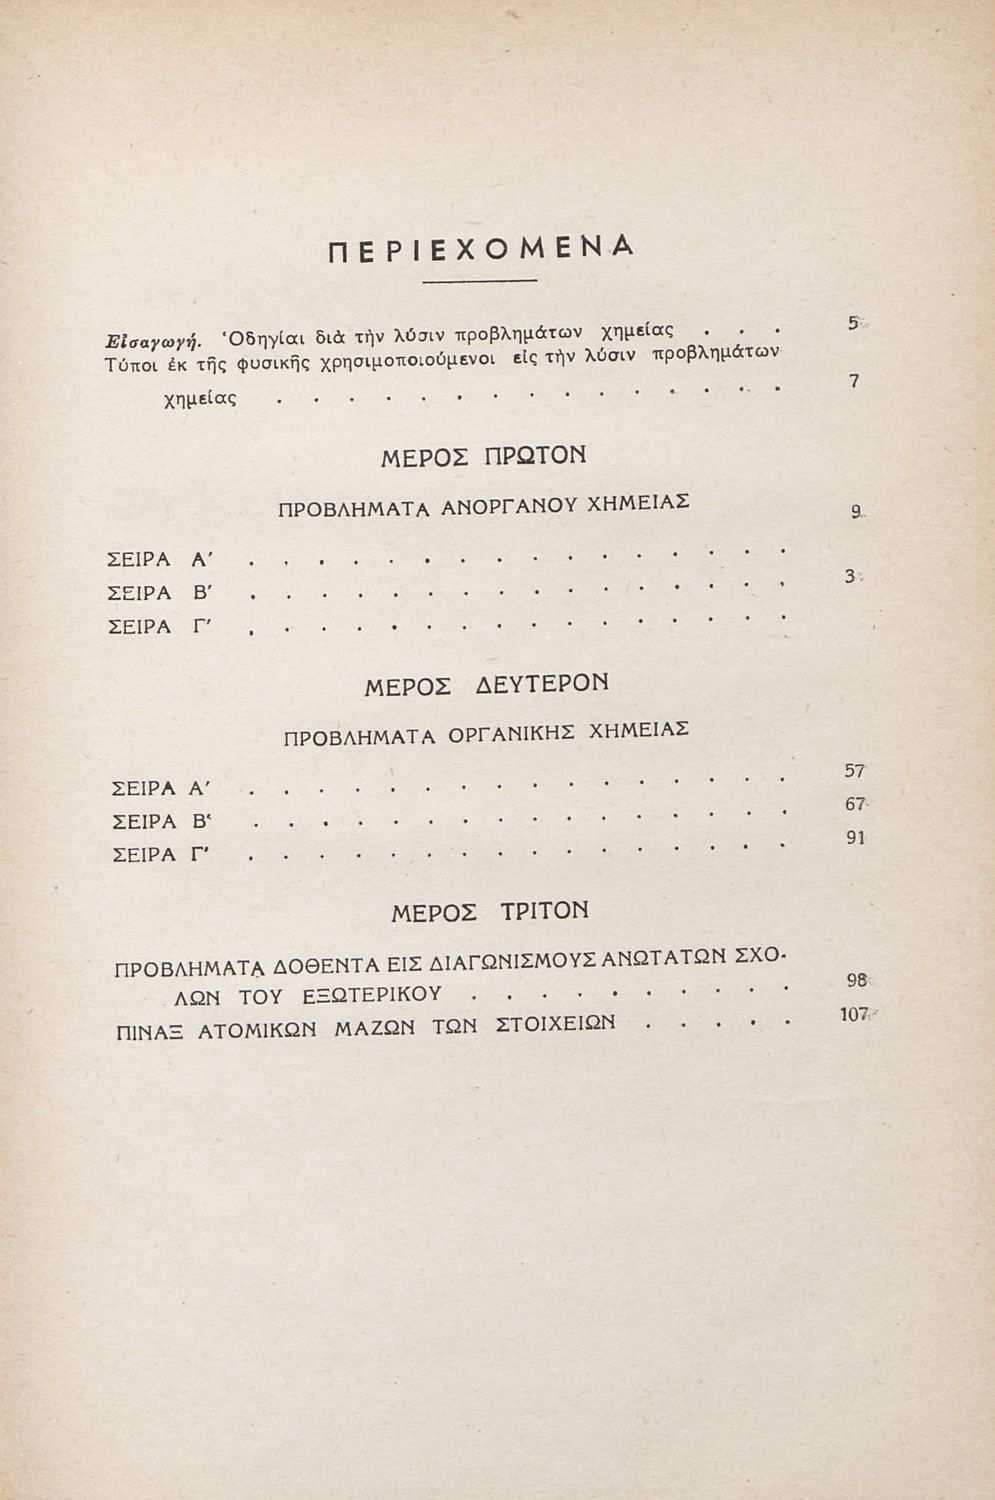 ΠΕΡΙΕΧΟΜΕΝΑ
Εἰσαγωγή. Ὁδηγίαι διὰ τὴν λύσιν προβλημάτων χημείας . . . 5
Τύποι ἐκ τῆς φυσικῆς χρησιμοποιούμενοι εἰς τὴν λύσιν προβλημάτων
χημείας . . . . . . . . . . . . . . . 7
ΜΕΡΟΣ ΠΡΩΤΟΝ
ΠΡΟΒΛΗΜΑΤΑ ΑΝΟΡΓΑΝΟΥ ΧΗΜΕΙΑΣ
9
ΣΕΙΡΑ Α′ . . . . . . . . . . . . . . . .
ΣΕΙΡΑ Β′ . . . . . . . . . . . . . . . . 3
ΣΕΙΡΑ Γ′ . . . . . . . . . . . . . . . .
ΜΕΡΟΣ ΔΕΥΤΕΡΟΝ
ΠΡΟΒΛΗΜΑΤΑ ΟΡΓΑΝΙΚΗΣ ΧΗΜΕΙΑΣ
ΣΕΙΡΑ Α′ . . . . . . . . . . . . . . . . 57
ΣΕΙΡΑ Β‘ . . . . . . . . . . . . . . . . 67
ΣΕΙΡΑ Γ′ . . . . . . . . . . . . . . . . 91
ΜΕΡΟΣ ΤΡΙΤΟΝ
ΠΡΟΒΛΗΜΑΤΑ ΔΟΘΕΝΤΑ ΕΙΣ ΔΙΑΓΩΝΙΣΜΟΥΣ ΑΝΩΤΑΤΩΝ ΣΧΟ-
ΛΩΝ ΤΟΥ ΕΞΩΤΕΡΙΚΟΥ . . . . . . . . . . 98
ΠΙΝΑΞ ΑΤΟΜΙΚΩΝ ΜΑΖΩΝ ΤΩΝ ΣΤΟΙΧΕΙΩΝ . . . . . 107